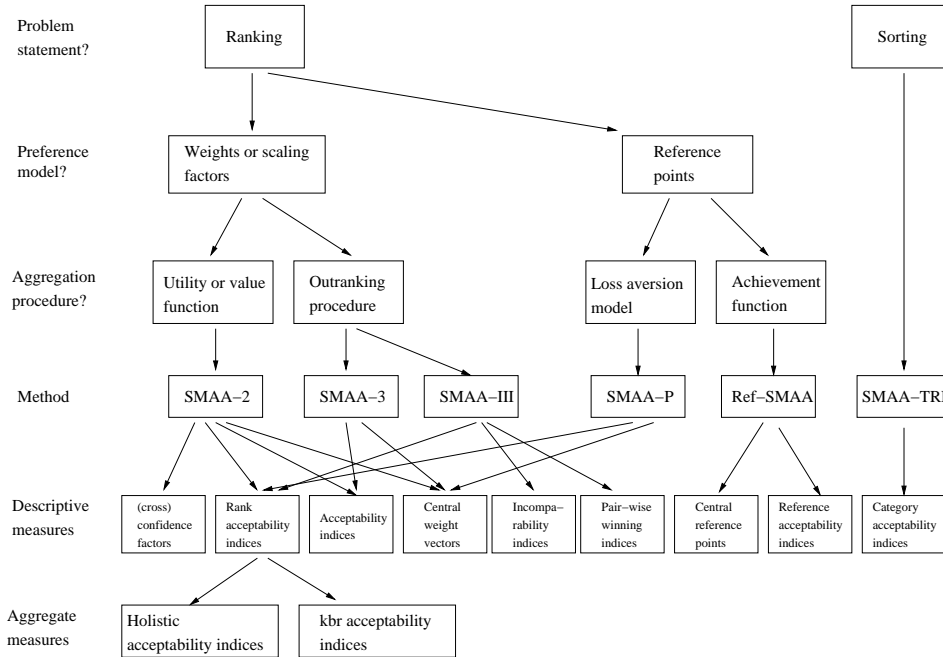 Problem
statement?
Ranking
Sorting
Preference
model?
Weights or scaling
factors
Reference
points
Aggregation
procedure?
Utility or value
function
Outranking
procedure
Loss aversion
model
Achievement
function
Method
SMAA−2
SMAA−3
SMAA−III
SMAA−P
Ref−SMAA
SMAA−TRI
Descriptive
measures
(cross)
confidence
factors
Rank
acceptability
indices
Acceptability
indices
Central
weight
vectors
Incompa−
rability
indices
Pair−wise
winning
indices
Central
reference
points
Reference
acceptability
indices
Category
acceptability
indices
Aggregate
measures
Holistic
acceptability indices
kbr acceptability
indices